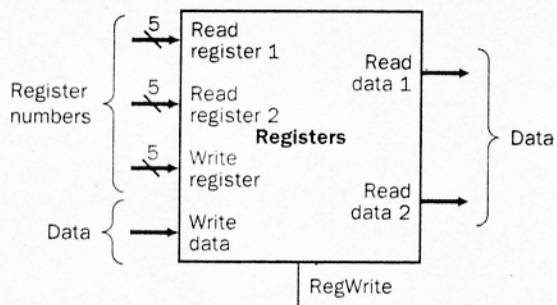 5
Read
register 1
5
Read
register 2
5
Write
register
Write
data
Register
numbers
Data
Registers
Read
data 1
Read
data 2
Data
RegWrite